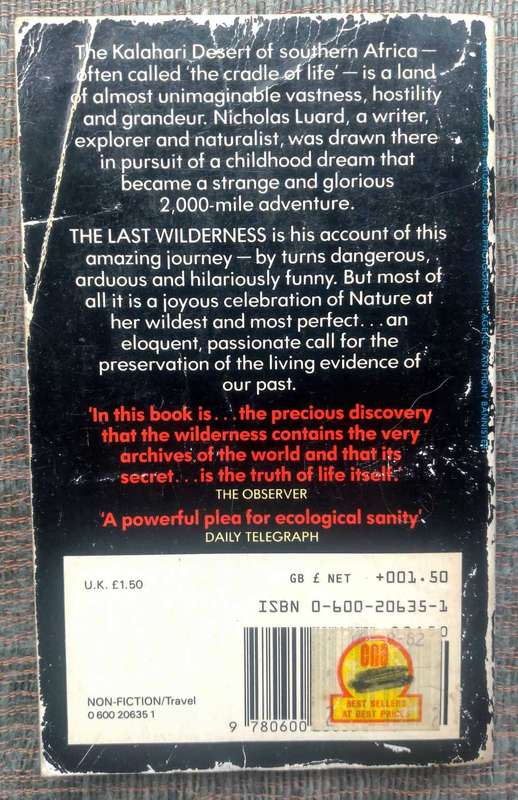 The Kalahari Desert of southern Africa —
often called 'the cradle of life' — is a land
of almost unimaginable vastness, hostility
and grandeur. Nicholas Luard, a writer,
explorer and naturalist, was drawn there
in pursuit of a childhood dream that
became a strange and glorious
2,000-mile adventure.
THE LAST WILDERNESS is his account of this
amazing journey — by turns dangerous,
arduous and hilariously funny. But most of
all it is a joyous celebration of Nature at
her wildest and most perfect...an
eloquent, passionate call for the
preservation of the living evidence of
our past.
'In this book is...the precious discovery
that the wilderness contains the very
archives of the world and that its
secret...is the truth of life itself.'
THE OBSERVER
'A powerful plea for ecological sanity'
DAILY TELEGRAPH
U.K. £1.50
GB £ NET +001.50
ISBN 0-600-20635-1
NON-FICTION/Travel
0 600 20635 1
9 780600
cna
BEST SELLERS
AT BEST PRICES
PHOTOGRAPHIC AGENCY/ANTHONY BANNISTER